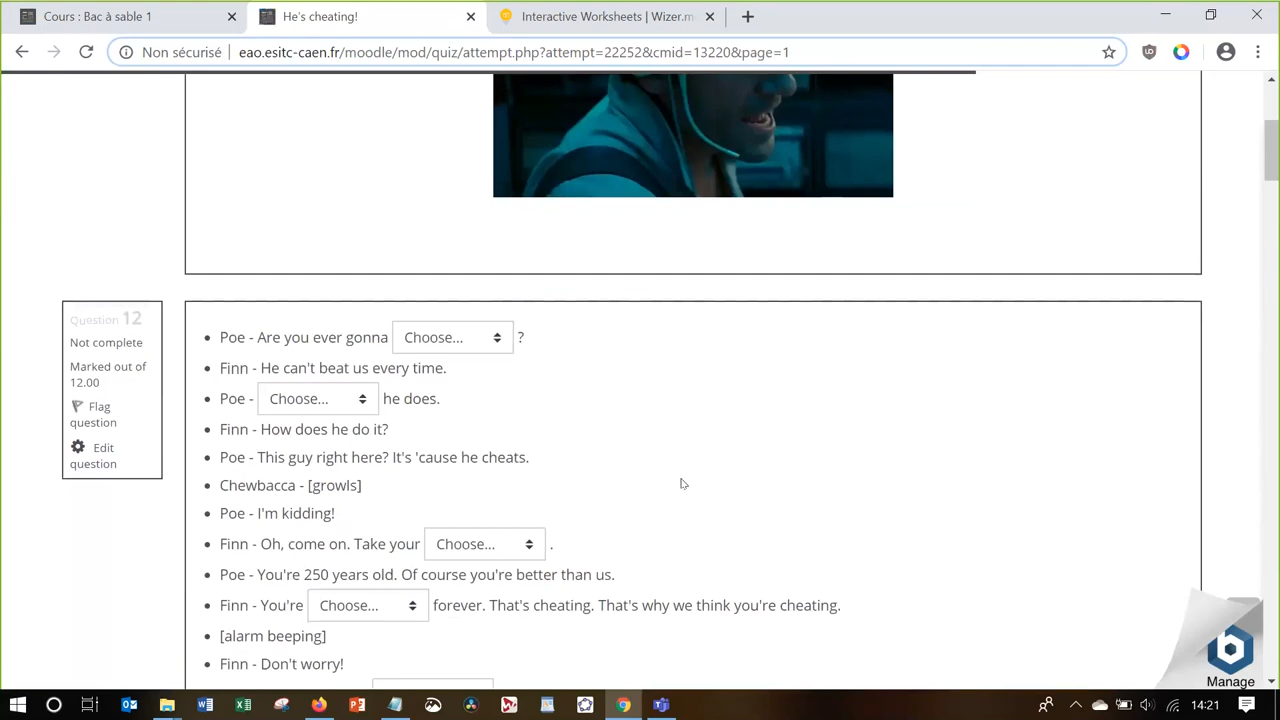 Cours : Bac à sable 1
He's cheating!
Interactive Worksheets | Wizer.m
Non sécurisé
eao.esitc-caen.fr/moodle/mod/quiz/attempt.php?attempt=22252&cmid=13220&page=1
Question 12
Not complete
Marked out of
12.00
Flag
question
Edit
question
Poe - Are you ever gonna Choose... ?
Finn - He can't beat us every time.
Poe - Choose... he does.
Finn - How does he do it?
Poe - This guy right here? It's 'cause he cheats.
Chewbacca - [growls]
Poe - I'm kidding!
Finn - Oh, come on. Take your Choose... .
Poe - You're 250 years old. Of course you're better than us.
Finn - You're Choose... forever. That's cheating. That's why we think you're cheating.
[alarm beeping]
Finn - Don't worry!
Manage
14:21